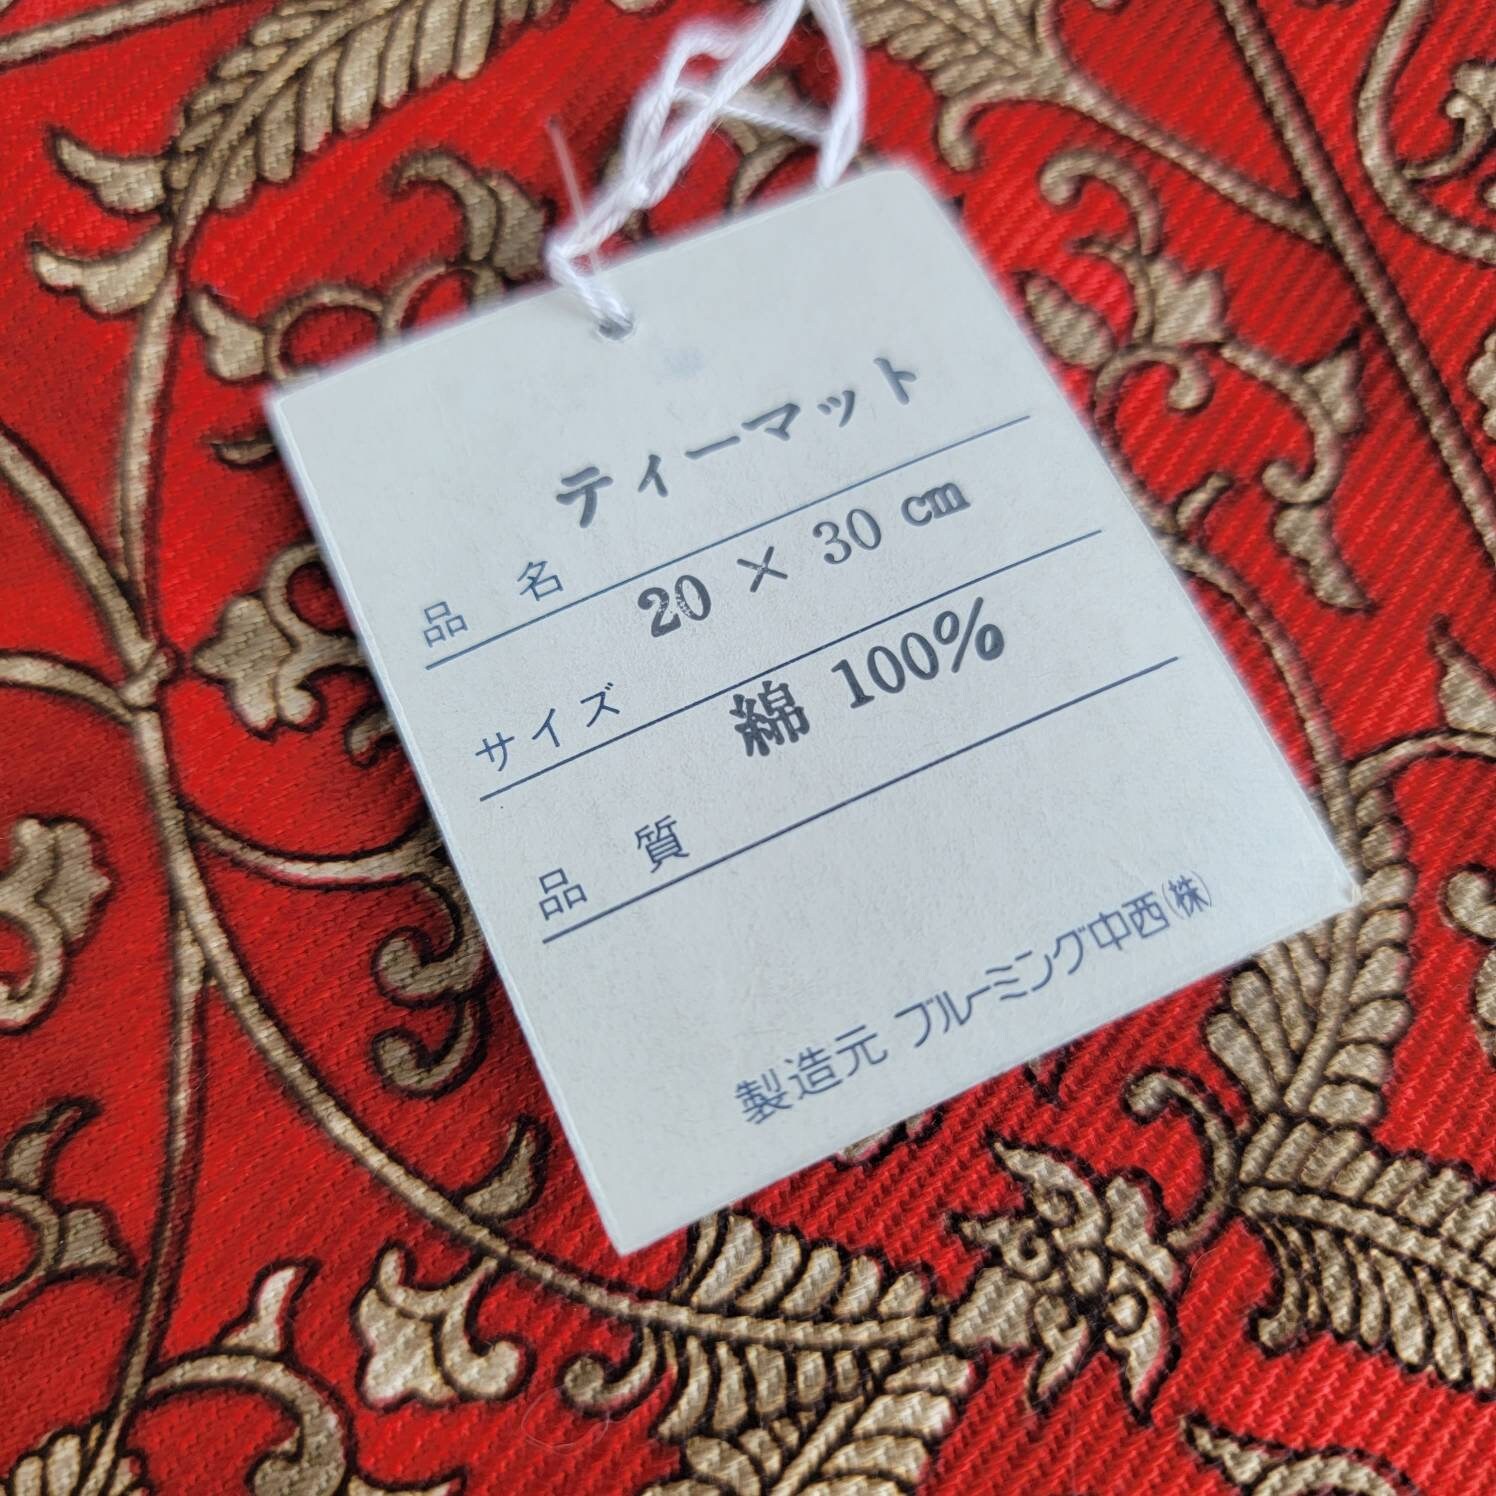 品名 ティーマット
サイズ 20 × 30 cm
品質 綿 100%
製造元 ブルーミング中西(株)